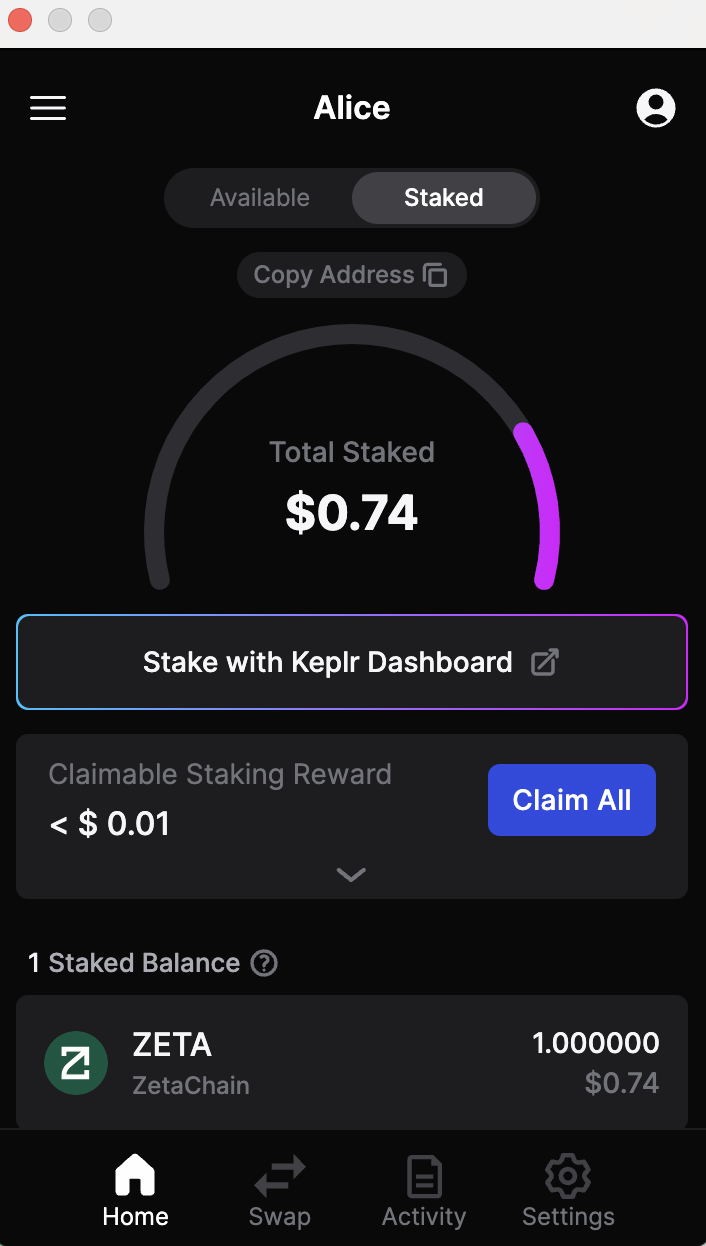 Alice
Available
Staked
Copy Address
Total Staked
$0.74
Stake with Keplr Dashboard
Claimable Staking Reward
< $ 0.01
Claim All
1 Staked Balance
ZETA
1.000000
ZetaChain
$0.74
Home
Swap
Activity
Settings